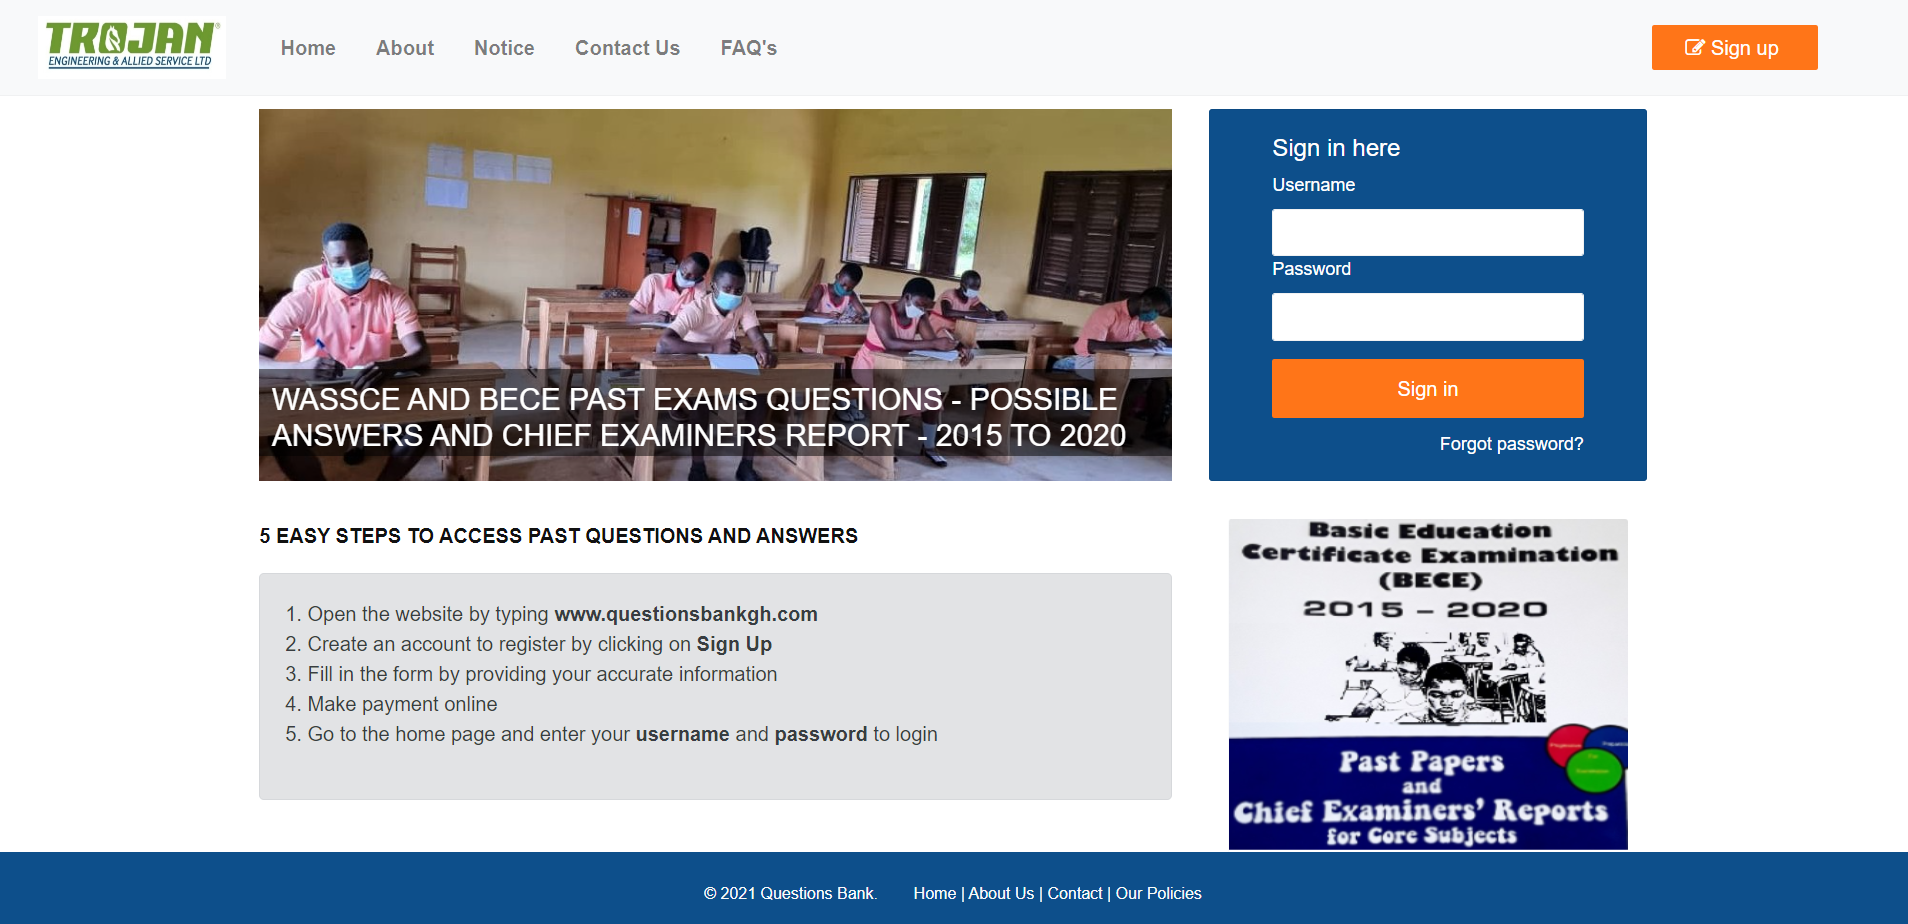 TROJAN
ENGINEERING & ALLIED SERVICE LTD
Home
About
Notice
Contact Us
FAQ's
Sign up
WASSCE AND BECE PAST EXAMS QUESTIONS - POSSIBLE
ANSWERS AND CHIEF EXAMINERS REPORT - 2015 TO 2020
Sign in here
Username
Password
Sign in
Forgot password?
5 EASY STEPS TO ACCESS PAST QUESTIONS AND ANSWERS
1. Open the website by typing www.questionsbankgh.com
2. Create an account to register by clicking on Sign Up
3. Fill in the form by providing your accurate information
4. Make payment online
5. Go to the home page and enter your username and password to login
Basic Education
Certificate Examination
(BECE)
2015 – 2020
Past Papers
and
Chief Examiners' Reports
for Core Subjects
© 2021 Questions Bank.
Home | About Us | Contact | Our Policies